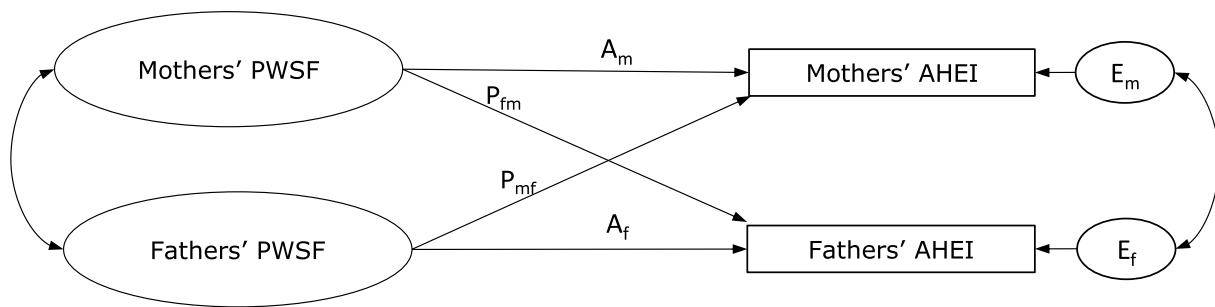 Mothers’ PWSF
A_m
Mothers’ AHEI
E_m
P_fm
P_mf
Fathers’ PWSF
A_f
Fathers’ AHEI
E_f